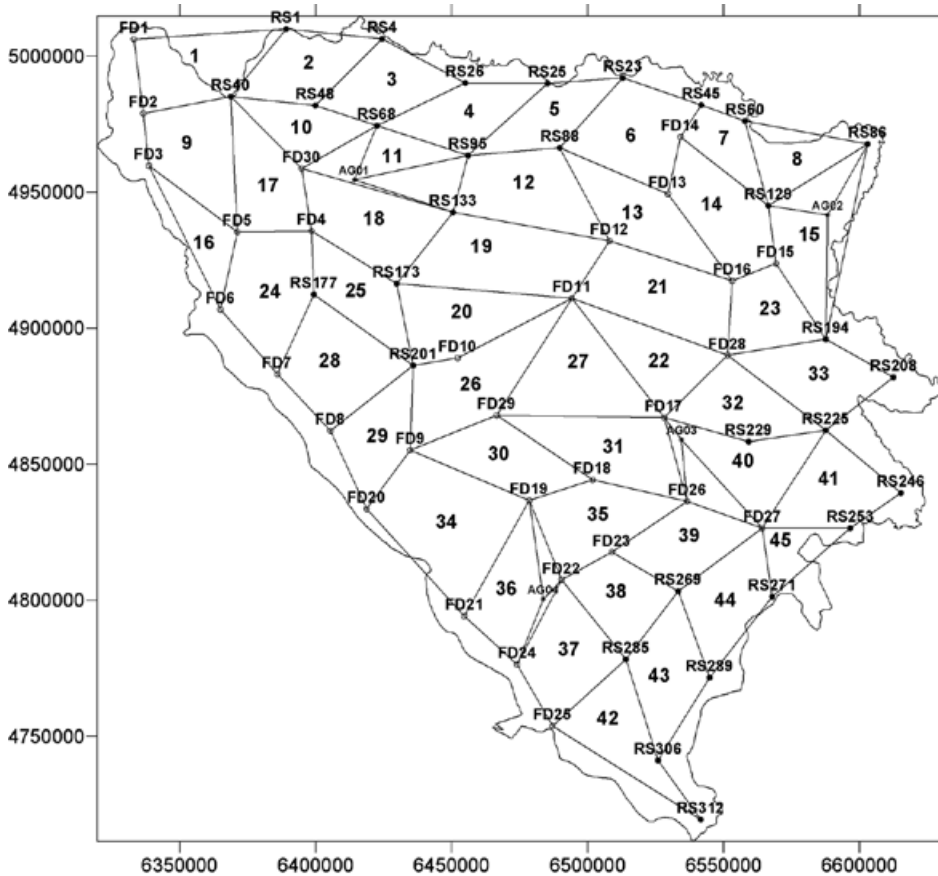 RS1
FD1
RS4
5000000
1
2
3
RS26
RS25
RS23
RS40
RS48
RS45
RS60
FD2
RS68
4
5
6
FD14
7
RS86
9
10
RS95
RS88
8
FD3
FD30
AG01
11
4950000
17
12
FD13
RS129
AG02
RS133
18
13
14
15
16
FD5
FD4
19
FD12
FD15
RS173
FD16
24
RS177
25
FD11
21
23
FD6
4900000
20
RS194
FD10
FD28
FD7
28
RS201
26
27
22
33
RS208
FD8
FD29
FD17
32
RS225
RS229
AG03
29
FD9
30
31
40
4850000
RS246
FD18
41
FD20
FD19
FD26
34
35
FD27
RS253
FD23
39
45
FD22
36
AG04
38
RS269
RS271
4800000
FD21
44
FD24
37
RS285
RS289
43
FD25
42
4750000
RS306
RS312
6350000 6400000 6450000 6500000 6550000 6600000